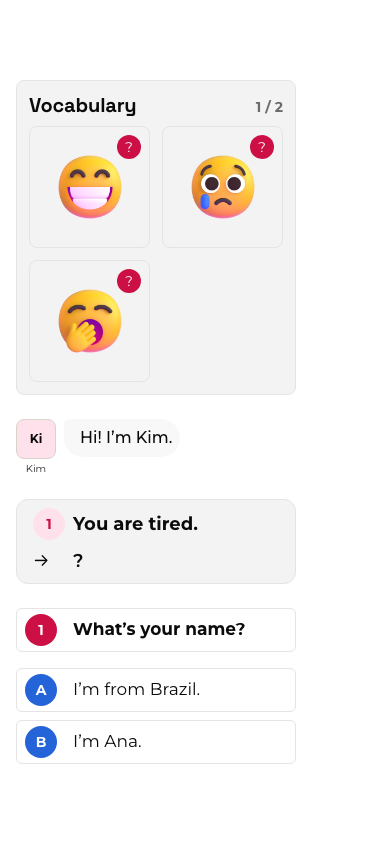 Vocabulary 1 / 2
?
?
?
Ki
Hi! I’m Kim.
Kim
1 You are tired.
→ ?
1 What’s your name?
A I’m from Brazil.
B I’m Ana.